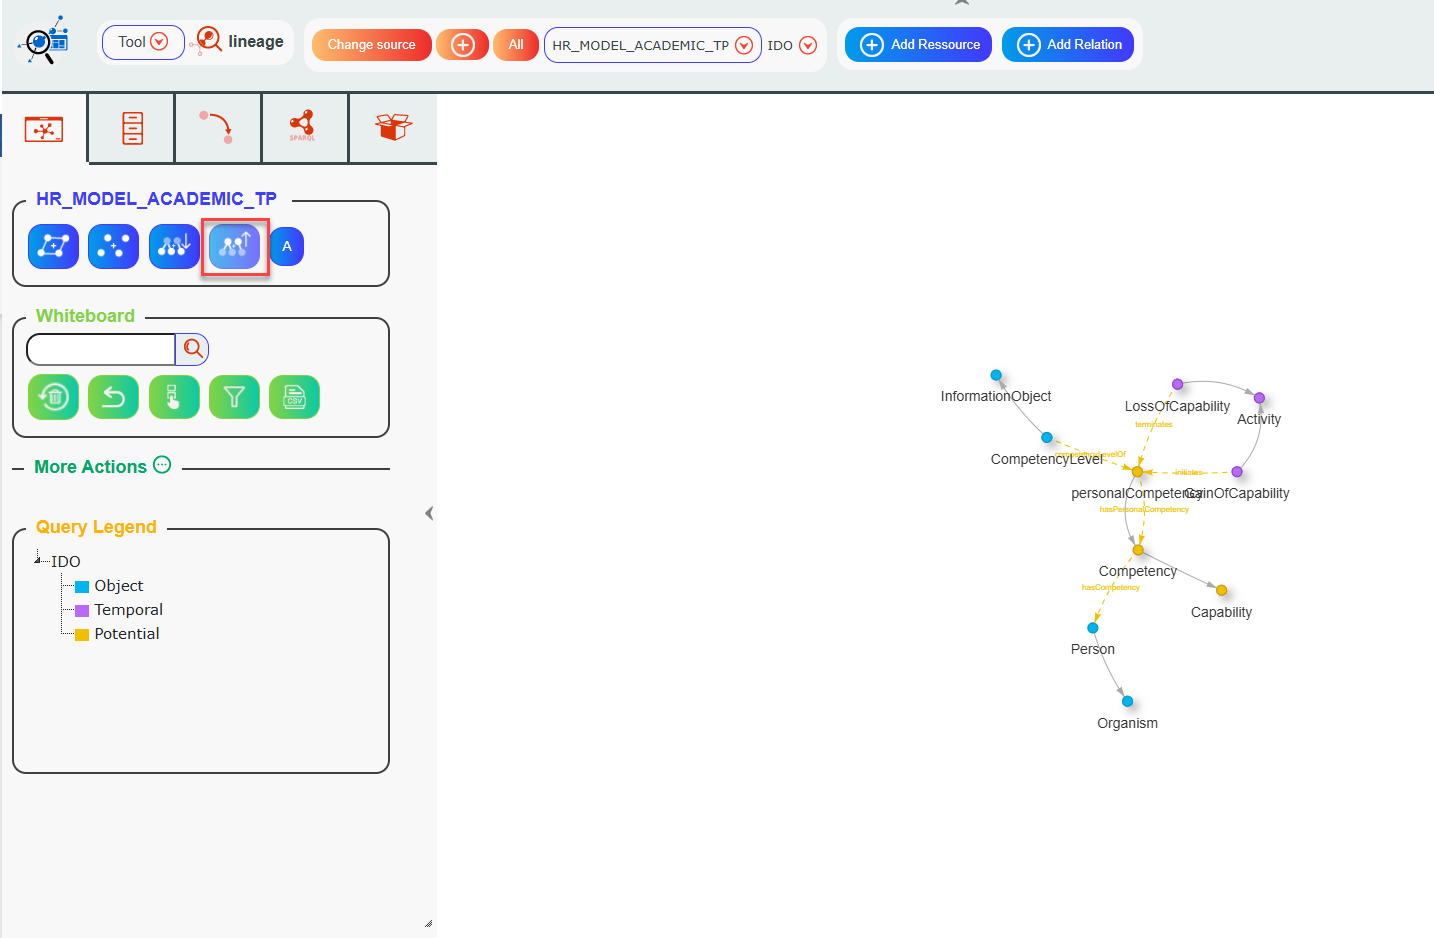 Tool
lineage
Change source
All
HR_MODEL_ACADEMIC_TP
IDO
Add Ressource
Add Relation
SPARQL
HR_MODEL_ACADEMIC_TP
A
Whiteboard
CSV
More Actions
Query Legend
IDO
Object
Temporal
Potential
InformationObject
LossOfCapability
Activity
terminates
CompetencyLevel
initiates
personalCompetency
GainOfCapability
hasPersonalCompetency
Competency
hasCompetency
Capability
Person
Organism